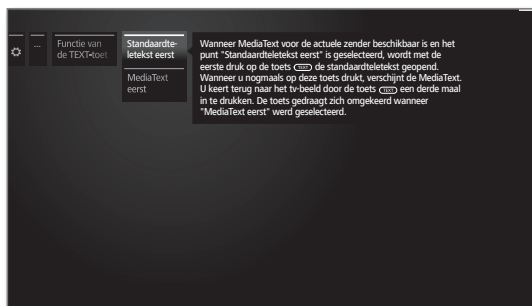 ...
Functie van
de TEXT-toet
Standaardte-
letekst eerst
MediaText
eerst
Wanneer MediaText voor de actuele zender beschikbaar is en het
punt "Standaardteletekst eerst" is geselecteerd, wordt met de
eerste druk op de toets TEXT de standaardteletekst geopend.
Wanneer u nogmaals op deze toets drukt, verschijnt de MediaText.
U keert terug naar het tv-beeld door de toets TEXT een derde maal
in te drukken. De toets gedraagt zich omgekeerd wanneer
"MediaText eerst" werd geselecteerd.